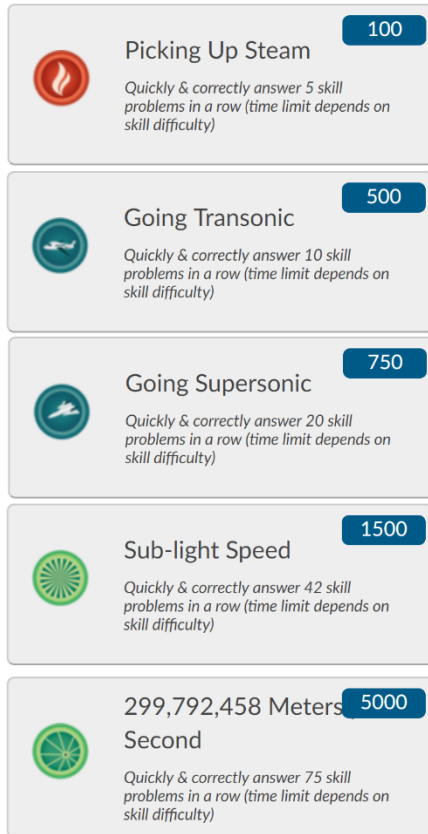 100
Picking Up Steam
Quickly & correctly answer 5 skill
problems in a row (time limit depends on
skill difficulty)
500
Going Transonic
Quickly & correctly answer 10 skill
problems in a row (time limit depends on
skill difficulty)
750
Going Supersonic
Quickly & correctly answer 20 skill
problems in a row (time limit depends on
skill difficulty)
1500
Sub-light Speed
Quickly & correctly answer 42 skill
problems in a row (time limit depends on
skill difficulty)
5000
299,792,458 Meters
Second
Quickly & correctly answer 75 skill
problems in a row (time limit depends on
skill difficulty)